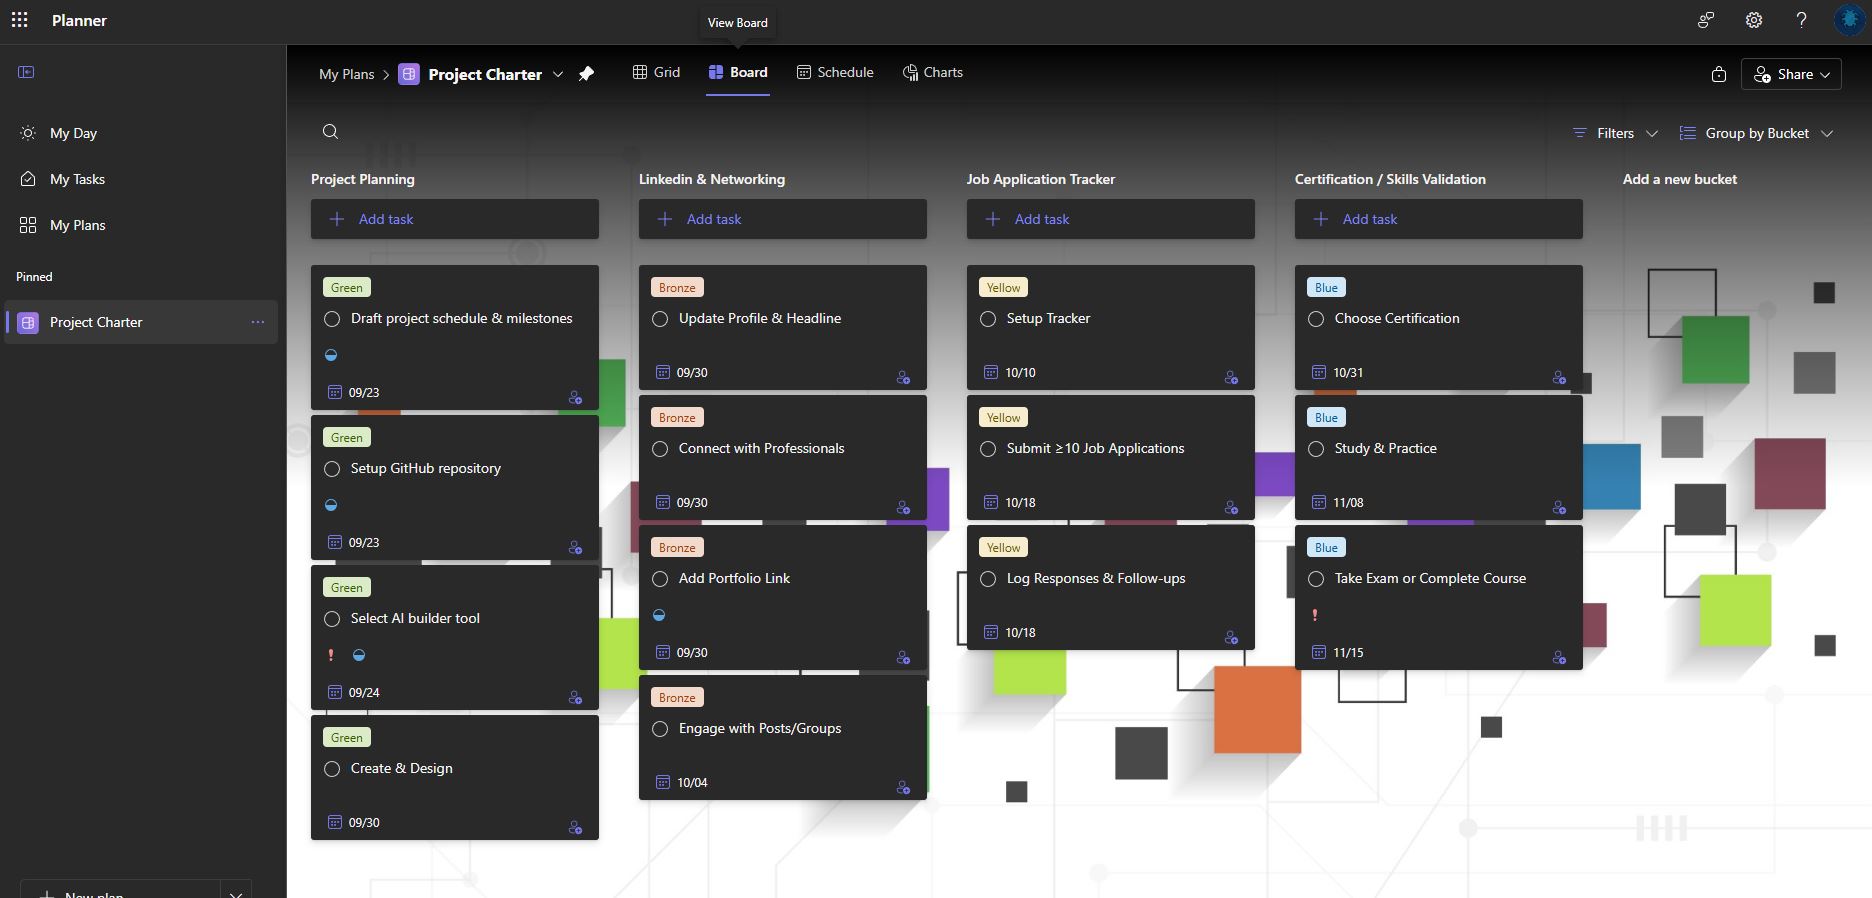 Planner
View Board
My Plans
Project Charter
Grid
Board
Schedule
Charts
Share
My Day
My Tasks
My Plans
Pinned
Project Charter
New plan
Filters
Group by Bucket
Project Planning
Add task
Green
Draft project schedule & milestones
09/23
Green
Setup GitHub repository
09/23
Green
Select AI builder tool
09/24
Green
Create & Design
09/30
Linkedin & Networking
Add task
Bronze
Update Profile & Headline
09/30
Bronze
Connect with Professionals
09/30
Bronze
Add Portfolio Link
09/30
Bronze
Engage with Posts/Groups
10/04
Job Application Tracker
Add task
Yellow
Setup Tracker
10/10
Yellow
Submit ≥10 Job Applications
10/18
Yellow
Log Responses & Follow-ups
10/18
Certification / Skills Validation
Add task
Blue
Choose Certification
10/31
Blue
Study & Practice
11/08
Blue
Take Exam or Complete Course
11/15
Add a new bucket